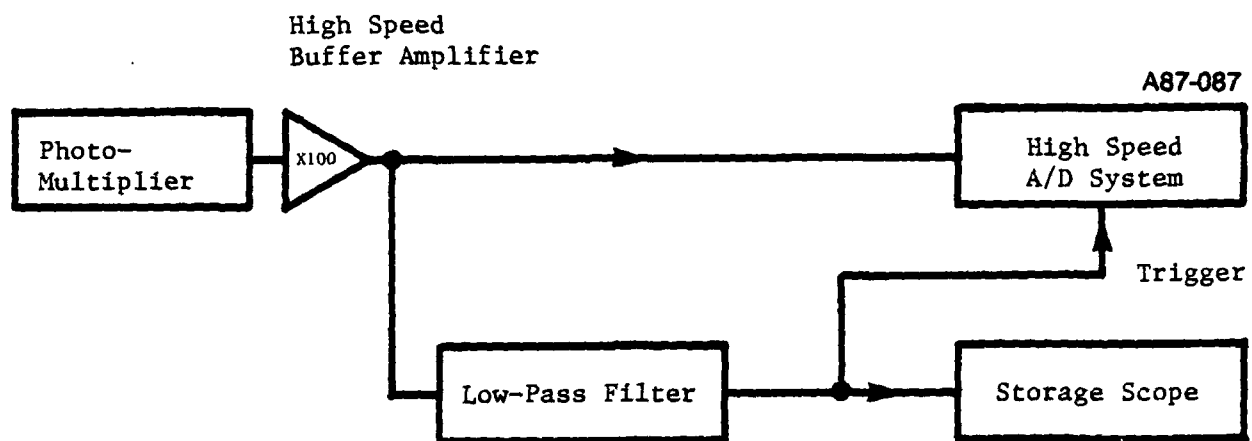 High Speed
Buffer Amplifier
A87-087
Photo-
Multiplier
X100
High Speed
A/D System
Trigger
Low-Pass Filter
Storage Scope